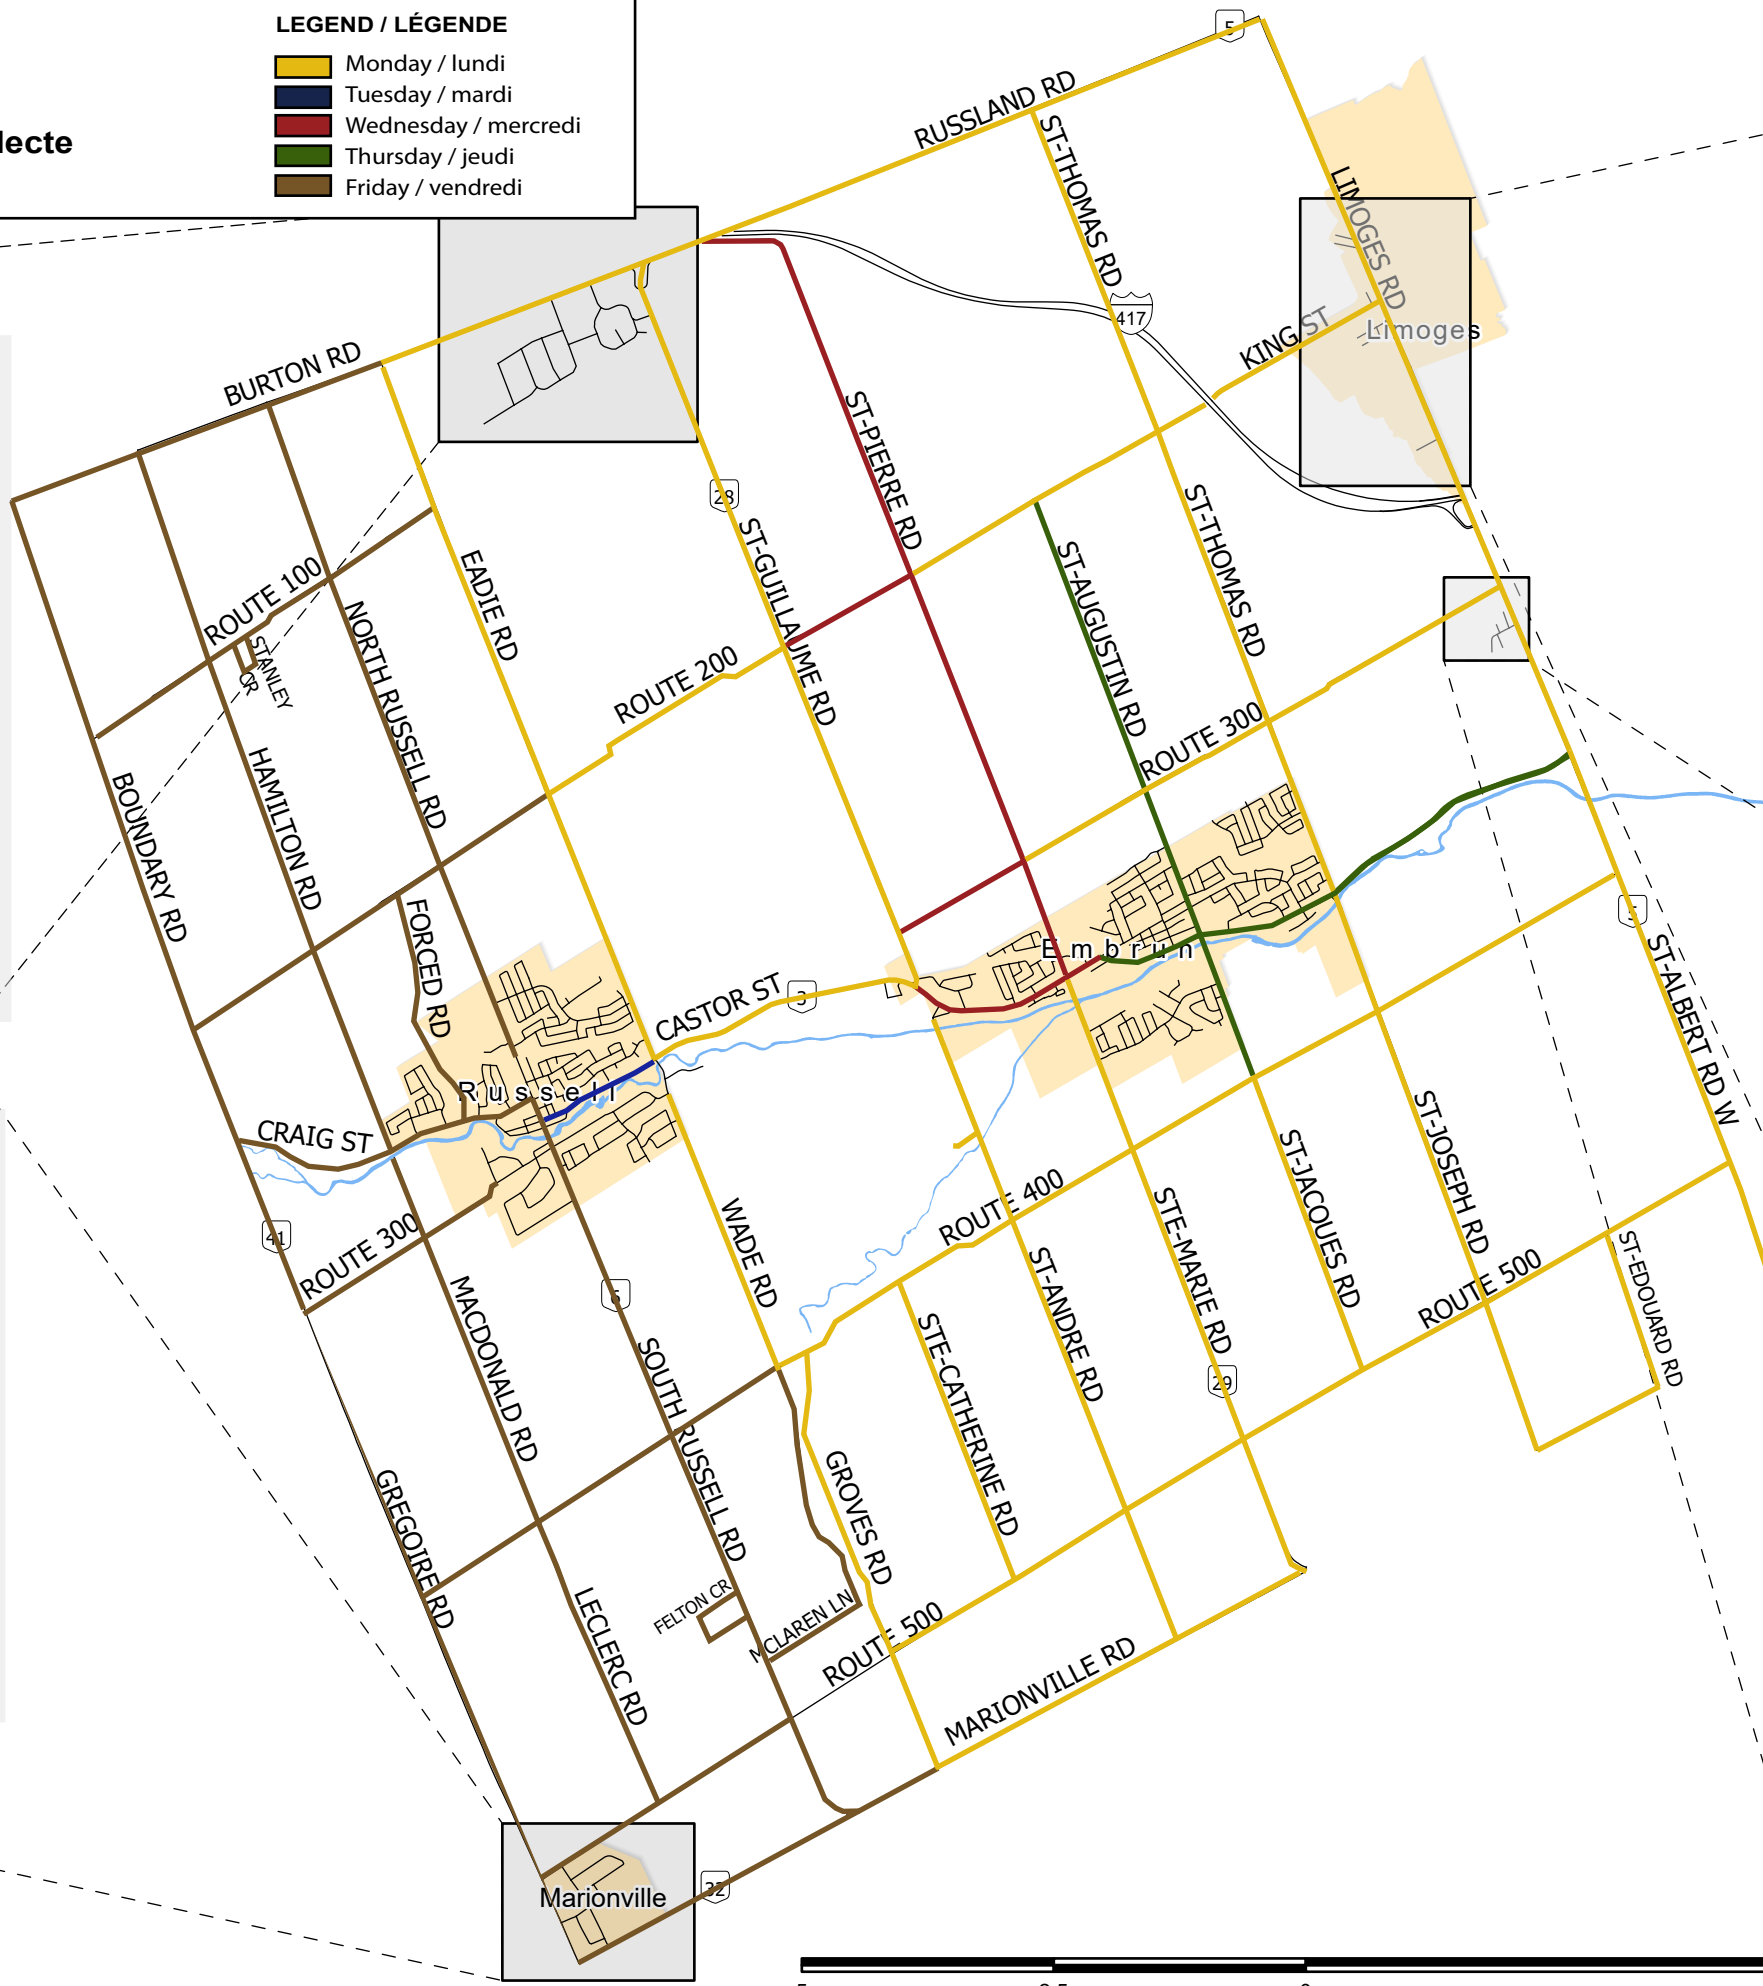 LEGEND / LÉGENDE
Monday / lundi
Tuesday / mardi
Wednesday / mercredi
Thursday / jeudi
Friday / vendredi
lecte
5
RUSSLAND RD
ST-THOMAS RD
LIMOGES RD
417
KING ST
Limoges
BURTON RD
ST-PIERRE RD
28
ST-GUILLAUME RD
ST-THOMAS RD
ST-AUGUSTIN RD
EADIE RD
ROUTE 100
STANLEY
CR
NORTH RUSSELL RD
ROUTE 200
ROUTE 300
HAMILTON RD
BOUNDARY RD
FORCED RD
Embrun
5
CASTOR ST
3
ST-ALBERT RD W
Russell
CRAIG ST
41
ROUTE 300
WADE RD
ROUTE 400
ST-JOSEPH RD
ST-JACQUES RD
STE-MARIE RD
ST-ANDRE RD
ROUTE 500
ST-EDOUARD RD
6
MACDONALD RD
SOUTH RUSSELL RD
STE-CATHERINE RD
29
GREGOIRE RD
GROVES RD
FELTON CR
MCLAREN LN
LECLERC RD
ROUTE 500
MARIONVILLE RD
Marionville
32